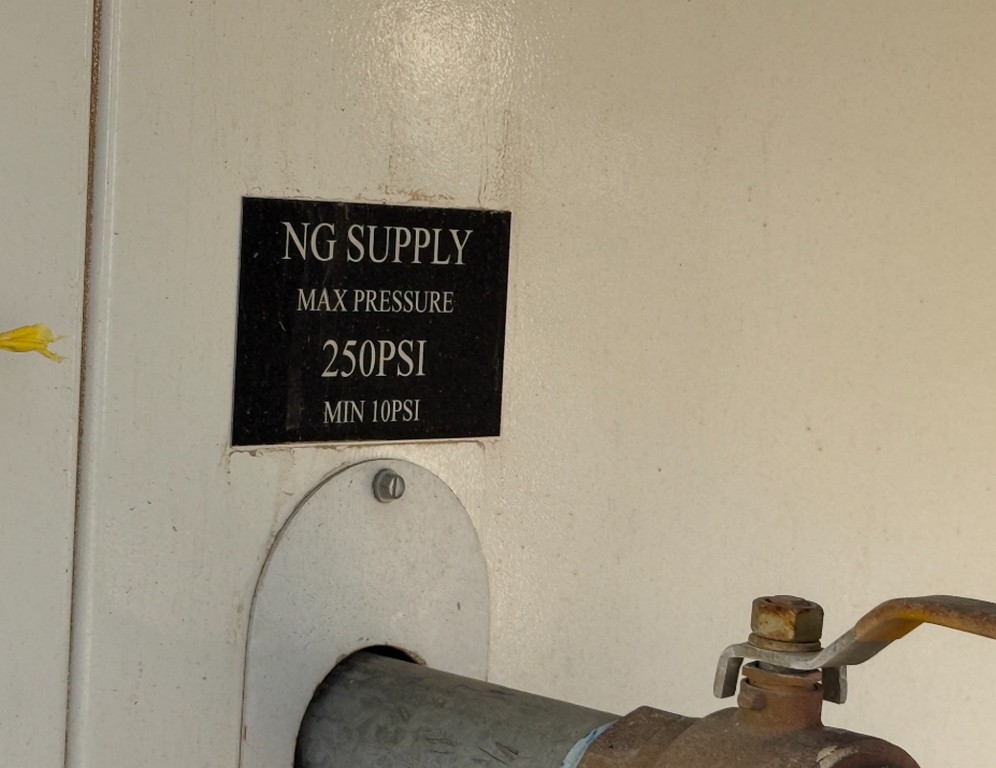 NG SUPPLY
MAX PRESSURE
250PSI
MIN 10PSI